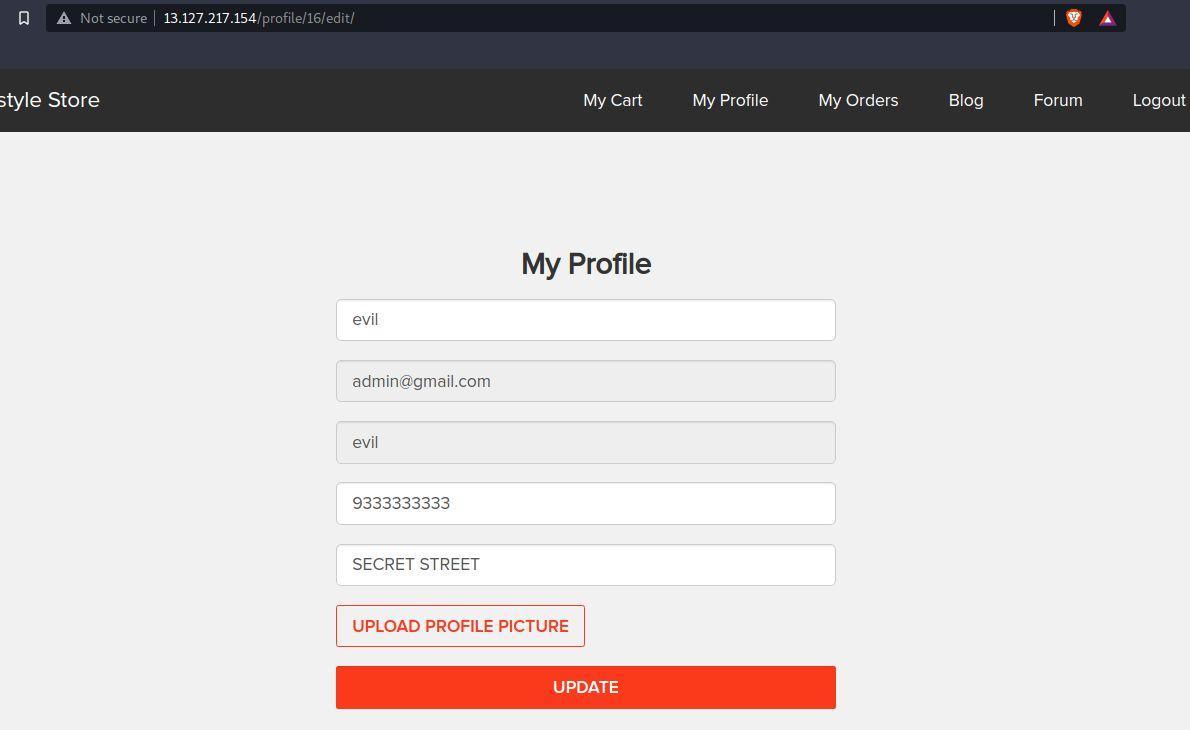 Not secure 13.127.217.154/profile/16/edit/
style Store My Cart My Profile My Orders Blog Forum Logout
My Profile
evil
admin@gmail.com
evil
9333333333
SECRET STREET
UPLOAD PROFILE PICTURE
UPDATE